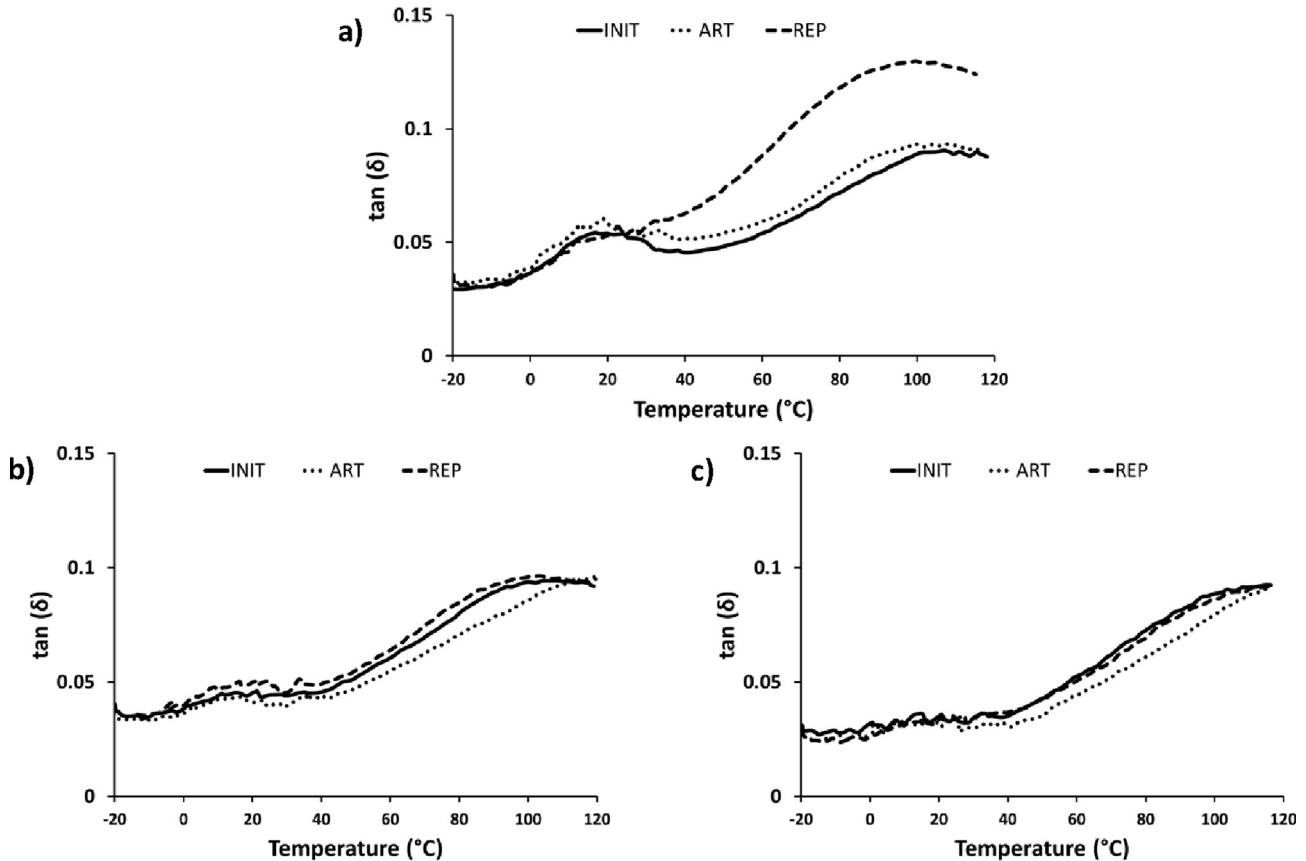 a)
INIT ART REP
0.15
0.1
0.05
0
tan (δ)
-20 0 20 40 60 80 100 120
Temperature (°C)
b)
INIT ART REP
0.15
0.1
0.05
0
tan (δ)
-20 0 20 40 60 80 100 120
Temperature (°C)
c)
INIT ART REP
0.15
0.1
0.05
0
tan (δ)
-20 0 20 40 60 80 100 120
Temperature (°C)